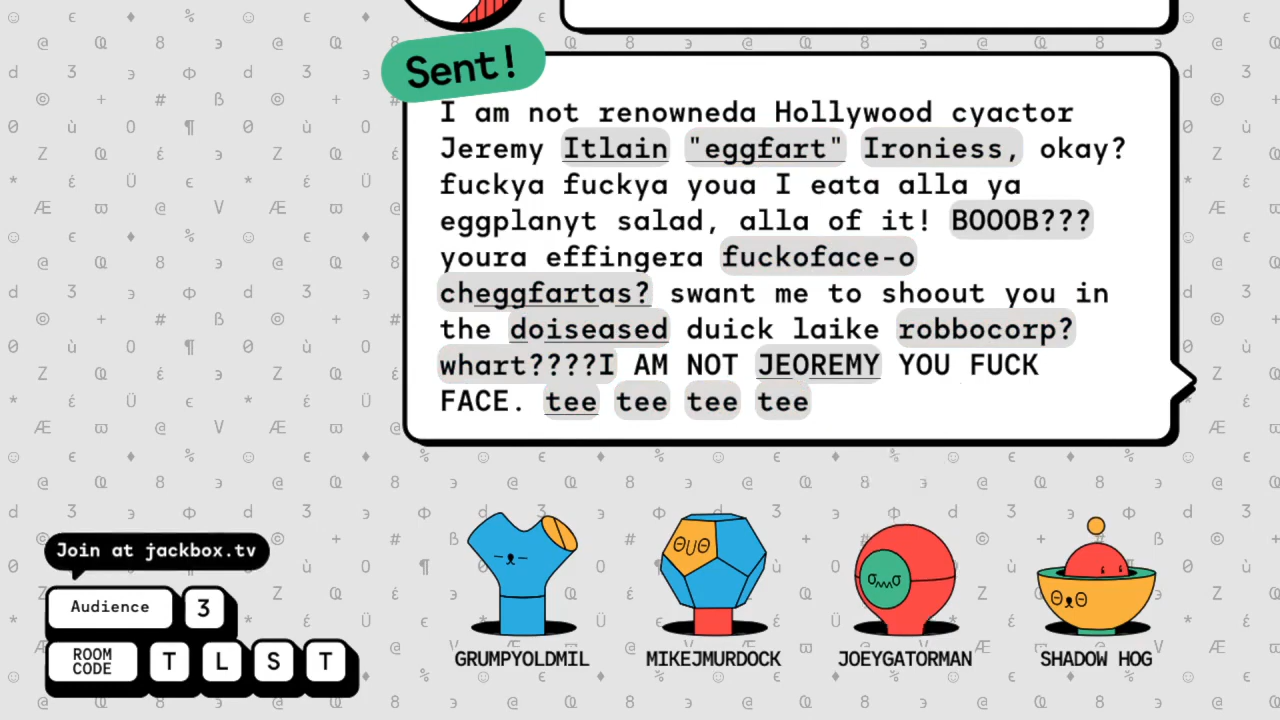 Sent!
I am not renowneda Hollywood cyactor
Jeremy Itlain "eggfart" Ironiess, okay?
fuckya fuckya youa I eata alla ya
eggplanyt salad, alla of it! BOOOB???
youra effingera fuckoface-o
cheggfartas? swant me to shoout you in
the doiseased duick laike robbocorp?
whart????I AM NOT JEOREMY YOU FUCK
FACE. tee tee tee tee
Join at jackbox.tv
Audience 3
ROOM CODE T L S T
GRUMPYOLDMIL MIKEJMURDOCK JOEYGATORMAN SHADOW HOG